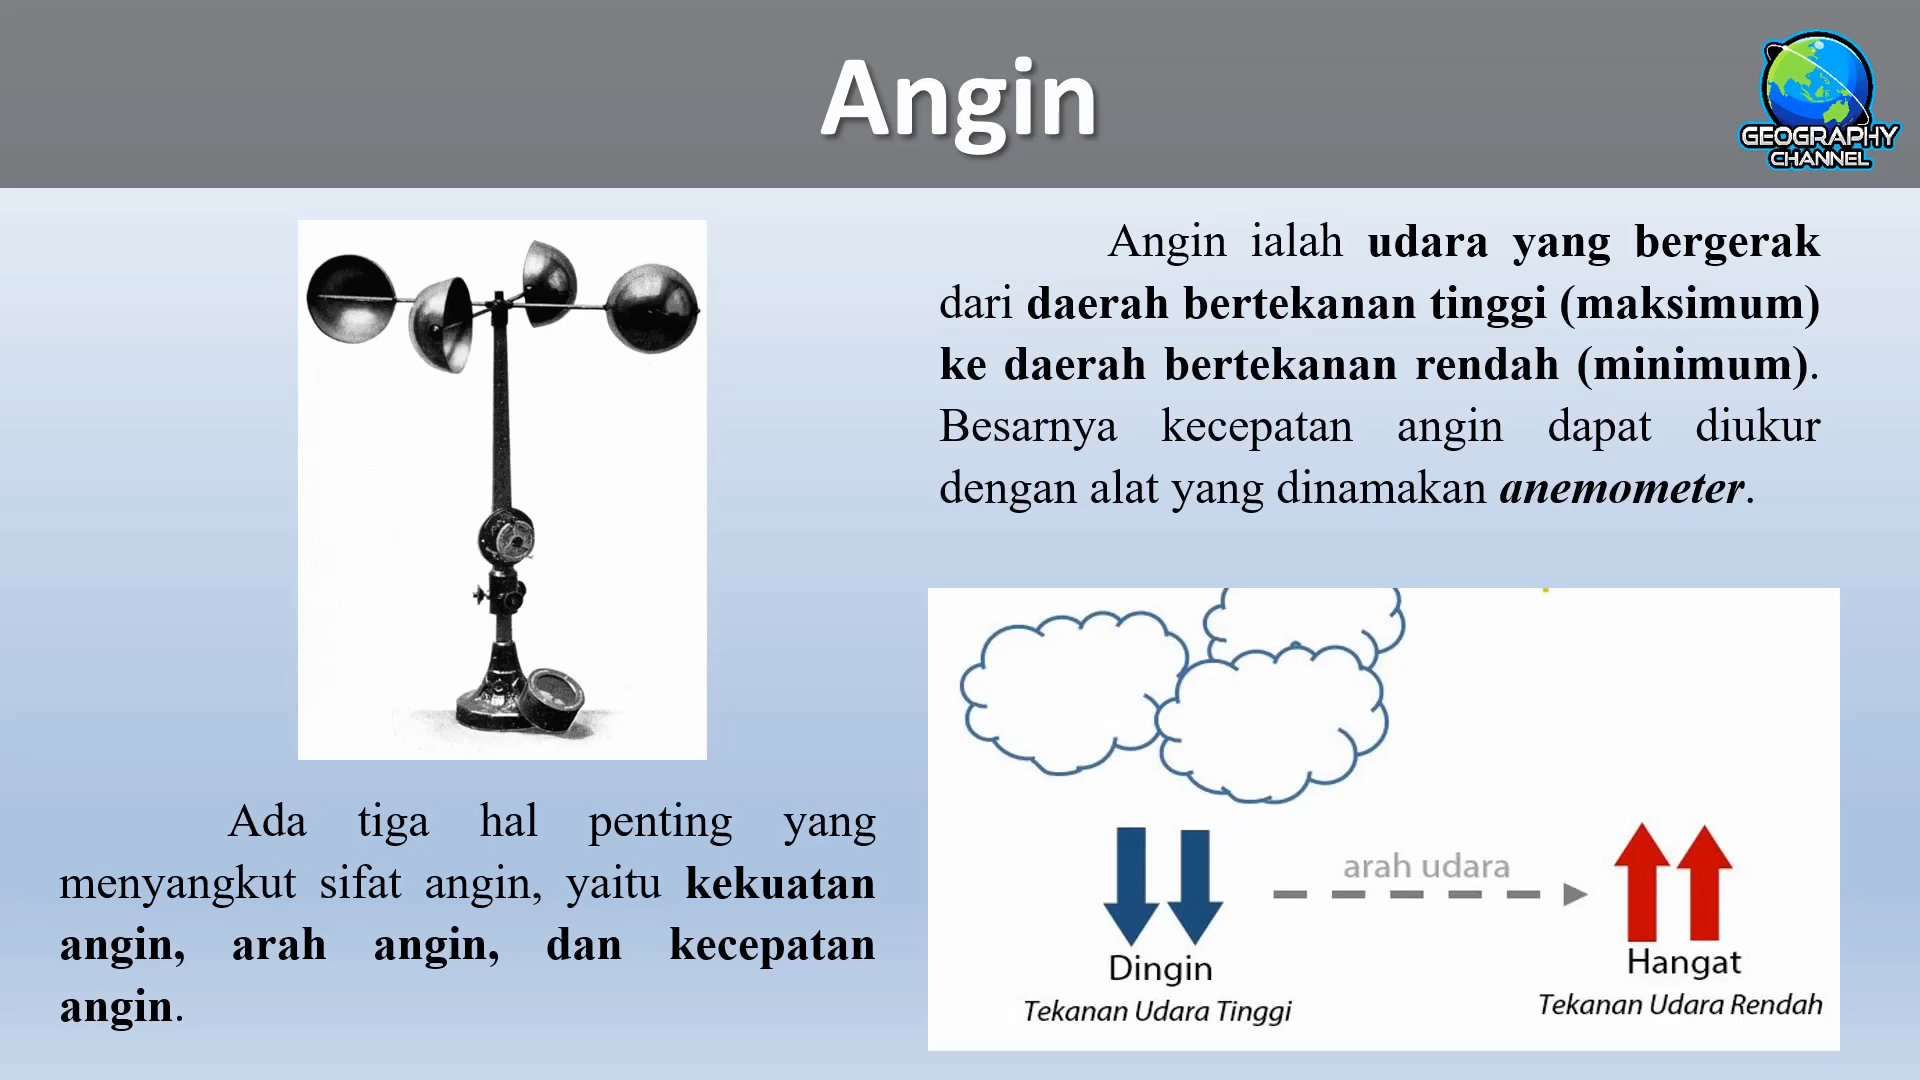 Angin
GEOGRAPHY
CHANNEL
Angin ialah udara yang bergerak
dari daerah bertekanan tinggi (maksimum)
ke daerah bertekanan rendah (minimum).
Besarnya kecepatan angin dapat diukur
dengan alat yang dinamakan anemometer.
Ada tiga hal penting yang
menyangkut sifat angin, yaitu kekuatan
angin, arah angin, dan kecepatan
angin.
arah udara
Dingin
Tekanan Udara Tinggi
Hangat
Tekanan Udara Rendah